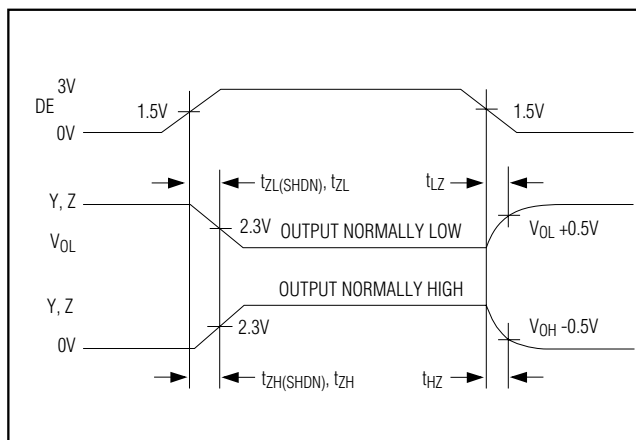 3V
DE
1.5V
1.5V
0V
tZL(SHDN), tZL
tLZ
Y, Z
2.3V
OUTPUT NORMALLY LOW
VOL +0.5V
VOL
OUTPUT NORMALLY HIGH
Y, Z
2.3V
VOH -0.5V
0V
tZH(SHDN), tZH
tHZ